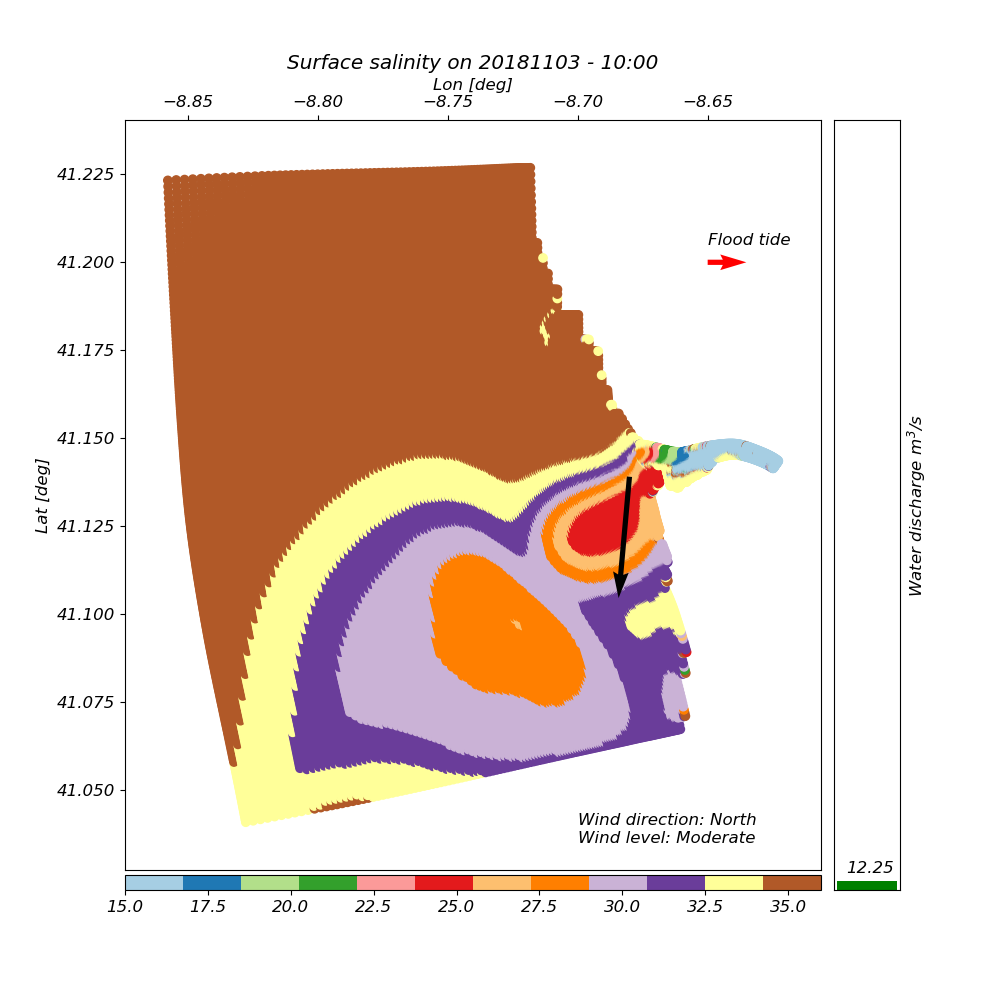 Surface salinity on 20181103 - 10:00
Lon [deg]
−8.85 −8.80 −8.75 −8.70 −8.65
41.225
41.200
41.175
41.150
41.125
41.100
41.075
41.050
Lat [deg]
Flood tide
Wind direction: North
Wind level: Moderate
15.0 17.5 20.0 22.5 25.0 27.5 30.0 32.5 35.0
12.25
Water discharge m³/s